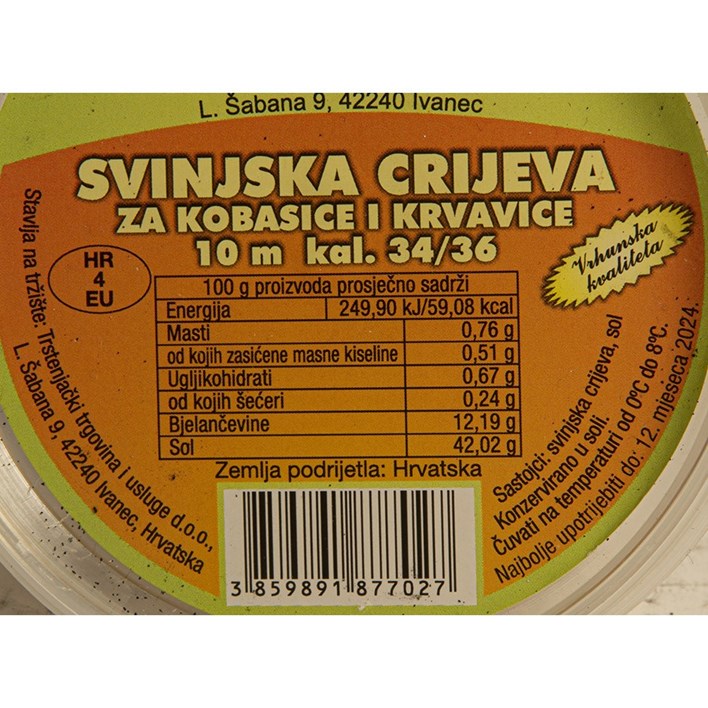 L. Šabana 9, 42240 Ivanec
SVINJSKA CRIJEVA
ZA KOBASICE I KRVAVICE
10 m kal. 34/36
Vrhunska
kvaliteta
HR
4
EU
Stavlja na tržište: Trstenjački trgovina i usluge d.o.o.,
L. Šabana 9, 42240 Ivanec, Hrvatska
100 g proizvoda prosječno sadrži
Energija 249,90 kJ/59,08 kcal
Masti 0,76 g
od kojih zasićene masne kiseline 0,51 g
Ugljikohidrati 0,67 g
od kojih šećeri 0,24 g
Bjelančevine 12,19 g
Sol 42,02 g
Zemlja podrijetla: Hrvatska
Sastojci: svinjska crijeva, sol
Konzervirano u soli.
Čuvati na temperaturi od 0°C do 8°C.
Najbolje upotrijebiti do: 12. mjeseca 2024.
3 859891 877027